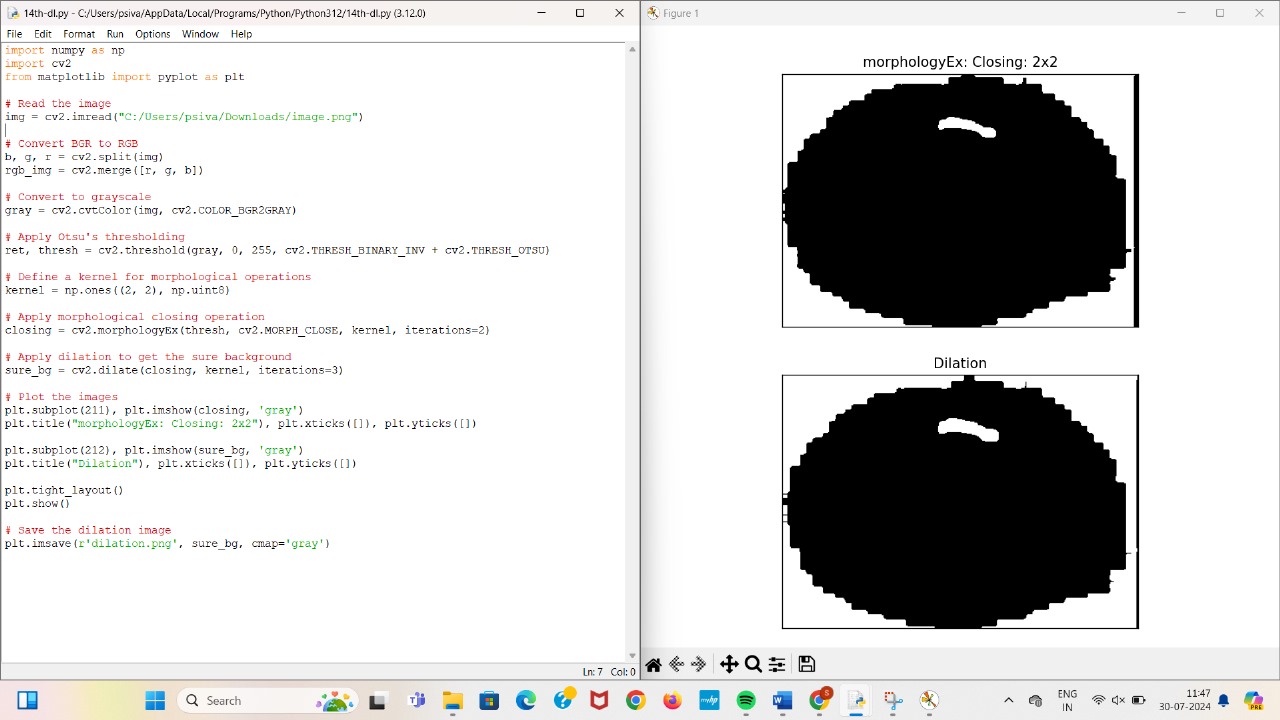 14th-dl.py - C:/Users/psiva/AppData/Local/Programs/Python/Python312/14th-dl.py (3.12.0)
File Edit Format Run Options Window Help
import numpy as np
import cv2
from matplotlib import pyplot as plt
# Read the image
img = cv2.imread("C:/Users/psiva/Downloads/image.png")
# Convert BGR to RGB
b, g, r = cv2.split(img)
rgb_img = cv2.merge([r, g, b])
# Convert to grayscale
gray = cv2.cvtColor(img, cv2.COLOR_BGR2GRAY)
# Apply Otsu's thresholding
ret, thresh = cv2.threshold(gray, 0, 255, cv2.THRESH_BINARY_INV + cv2.THRESH_OTSU)
# Define a kernel for morphological operations
kernel = np.ones((2, 2), np.uint8)
# Apply morphological closing operation
closing = cv2.morphologyEx(thresh, cv2.MORPH_CLOSE, kernel, iterations=2)
# Apply dilation to get the sure background
sure_bg = cv2.dilate(closing, kernel, iterations=3)
# Plot the images
plt.subplot(211), plt.imshow(closing, 'gray')
plt.title("morphologyEx: Closing: 2x2"), plt.xticks([]), plt.yticks([])
plt.subplot(212), plt.imshow(sure_bg, 'gray')
plt.title("Dilation"), plt.xticks([]), plt.yticks([])
plt.tight_layout()
plt.show()
# Save the dilation image
plt.imsave(r'dilation.png', sure_bg, cmap='gray')
Ln: 7 Col: 0
Figure 1
morphologyEx: Closing: 2x2
Dilation
Search
myhp
S
ENG
IN
11:47
30-07-2024
PRE